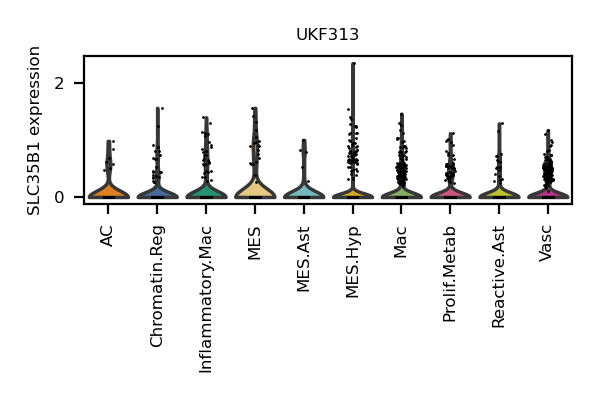 UKF313
SLC35B1 expression
2
0
AC
Chromatin.Reg
Inflammatory.Mac
MES
MES.Ast
MES.Hyp
Mac
Prolif.Metab
Reactive.Ast
Vasc